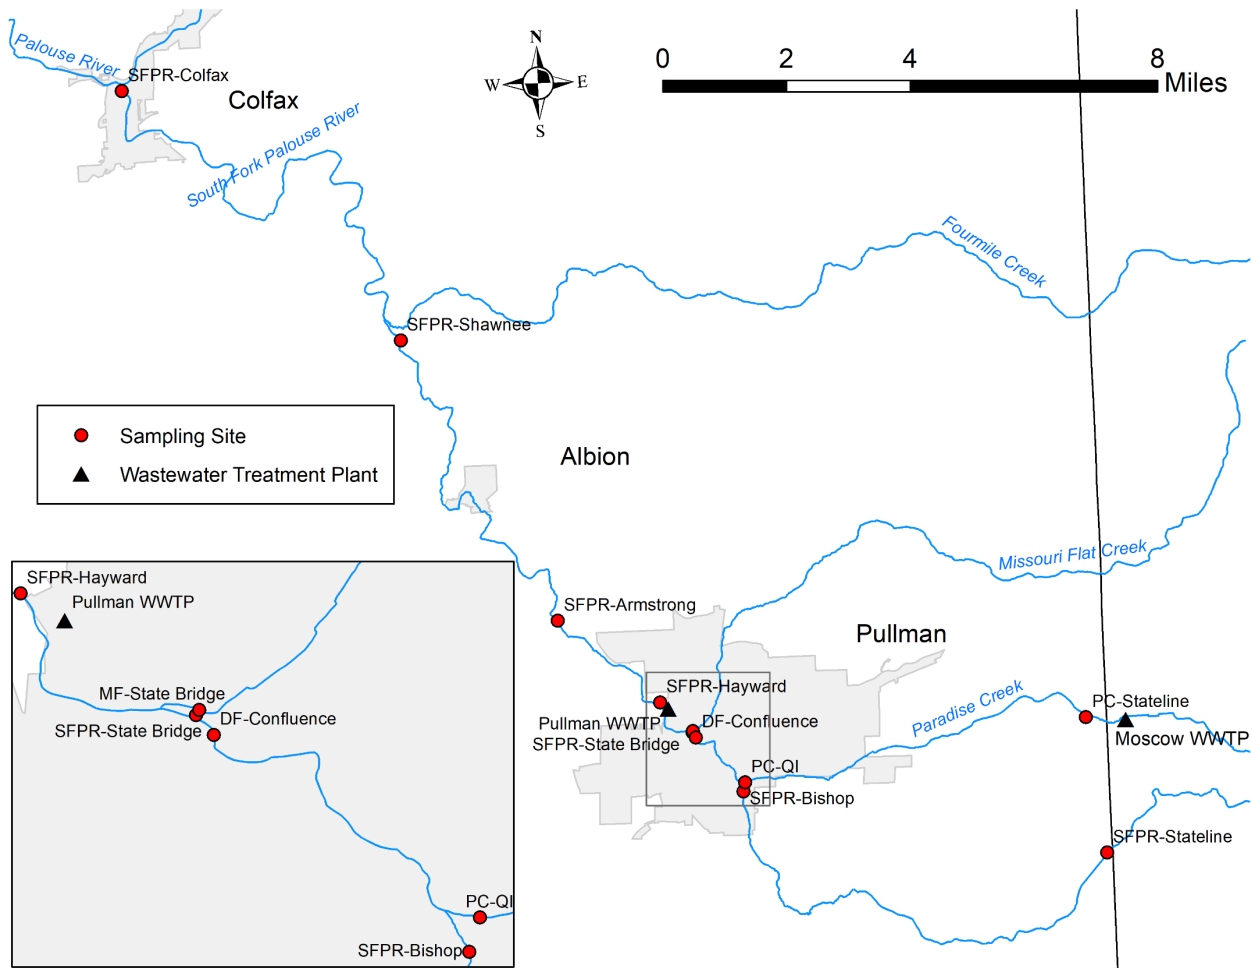 Palouse River
SFPR-Colfax
Colfax
N
W
E
S
0
2
4
8
Miles
South Fork Palouse River
Fourmile Creek
SFPR-Shawnee
Sampling Site
Wastewater Treatment Plant
Albion
Missouri Flat Creek
SFPR-Armstrong
Pullman
SFPR-Hayward
Pullman WWTP
DF-Confluence
SFPR-State Bridge
Paradise Creek
PC-Stateline
Moscow WWTP
PC-QI
SFPR-Bishop
SFPR-Stateline
SFPR-Hayward
Pullman WWTP
MF-State Bridge
DF-Confluence
SFPR-State Bridge
PC-QI
SFPR-Bishop